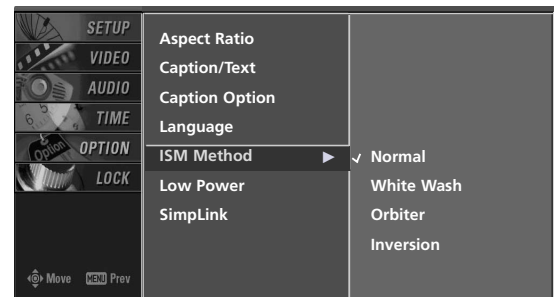 SETUP
VIDEO
AUDIO
TIME
OPTION
LOCK
Move MENU Prev
Aspect Ratio
Caption/Text
Caption Option
Language
ISM Method
Low Power
SimpLink
Normal
White Wash
Orbiter
Inversion